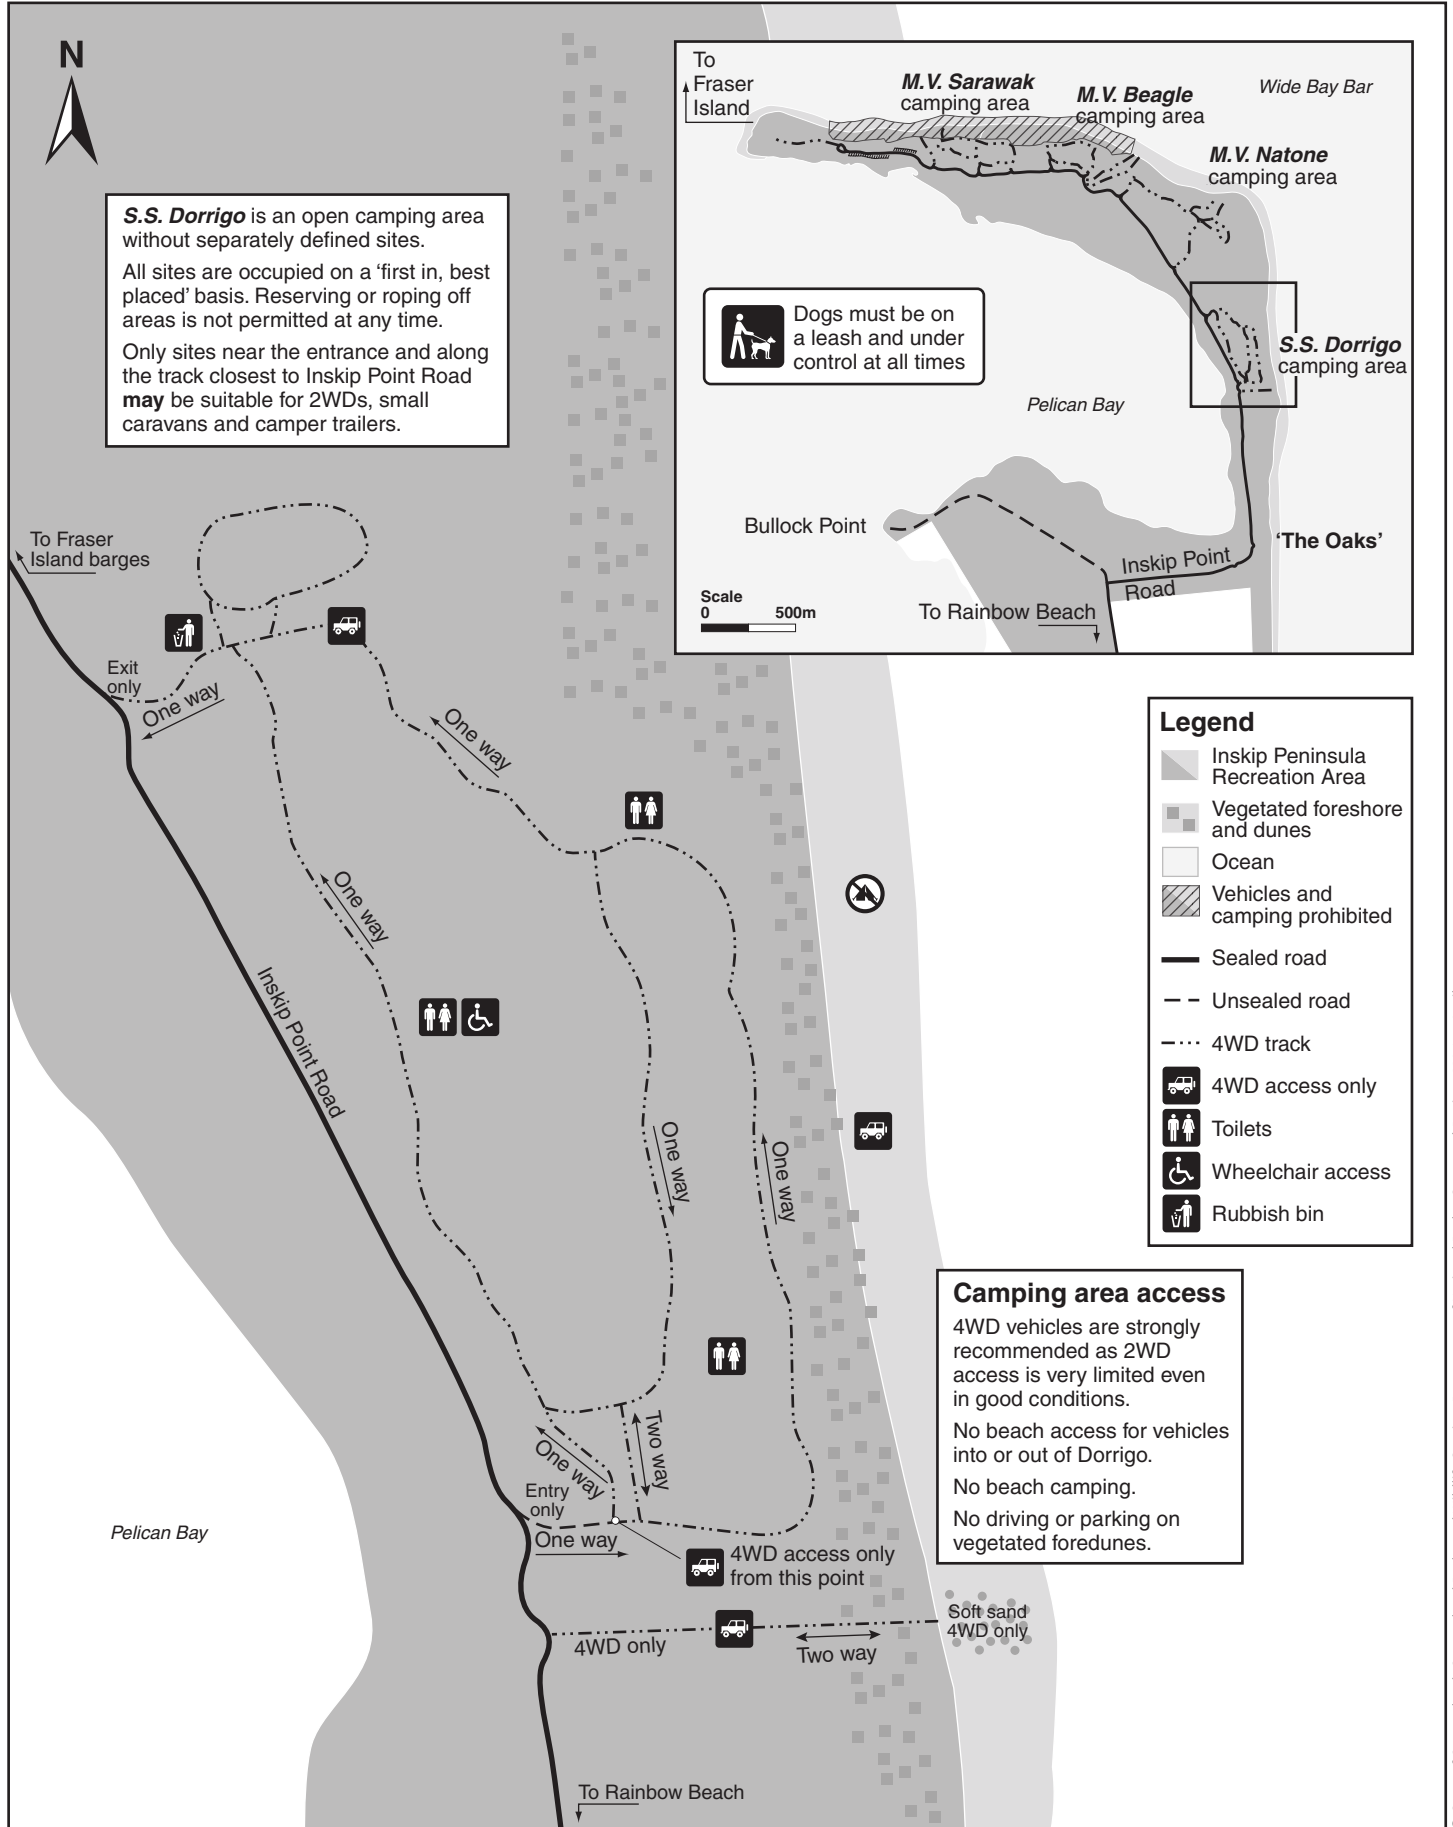 N
S.S. Dorrigo is an open camping area
without separately defined sites.
All sites are occupied on a ‘first in, best
placed’ basis. Reserving or roping off
areas is not permitted at any time.
Only sites near the entrance and along
the track closest to Inskip Point Road
may be suitable for 2WDs, small
caravans and camper trailers.
To
Fraser
Island
M.V. Sarawak
camping area
M.V. Beagle
camping area
Wide Bay Bar
M.V. Natone
camping area
Dogs must be on
a leash and under
control at all times
S.S. Dorrigo
camping area
Pelican Bay
Bullock Point
‘The Oaks’
Inskip Point
Road
Scale
0 500m
To Rainbow Beach
To Fraser
Island barges
Exit
only
One way
One way
One way
Inskip Point Road
One way
One way
Two way
One way
Entry
only
One way
4WD access only
from this point
4WD only
Two way
Soft sand
4WD only
Pelican Bay
To Rainbow Beach
Legend
Inskip Peninsula
Recreation Area
Vegetated foreshore
and dunes
Ocean
Vehicles and
camping prohibited
Sealed road
Unsealed road
4WD track
4WD access only
Toilets
Wheelchair access
Rubbish bin
Camping area access
4WD vehicles are strongly
recommended as 2WD
access is very limited even
in good conditions.
No beach access for vehicles
into or out of Dorrigo.
No beach camping.
No driving or parking on
vegetated foredunes.